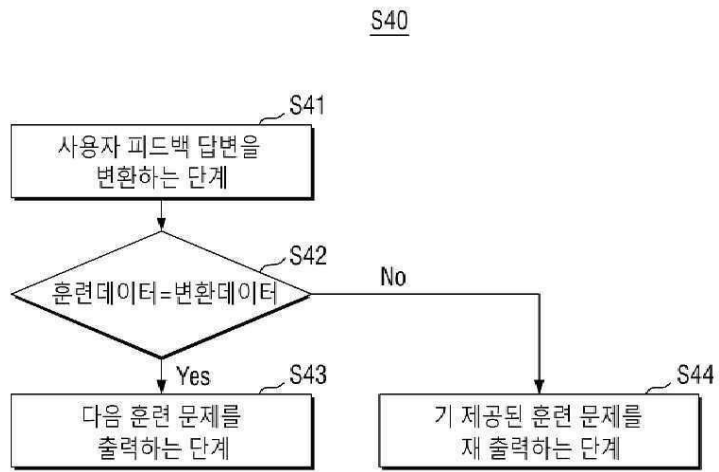 S40
S41
사용자 피드백 답변을
변환하는 단계
S42
훈련데이터=변환데이터
No
Yes
S43
다음 훈련 문제를
출력하는 단계
S44
기 제공된 훈련 문제를
재 출력하는 단계